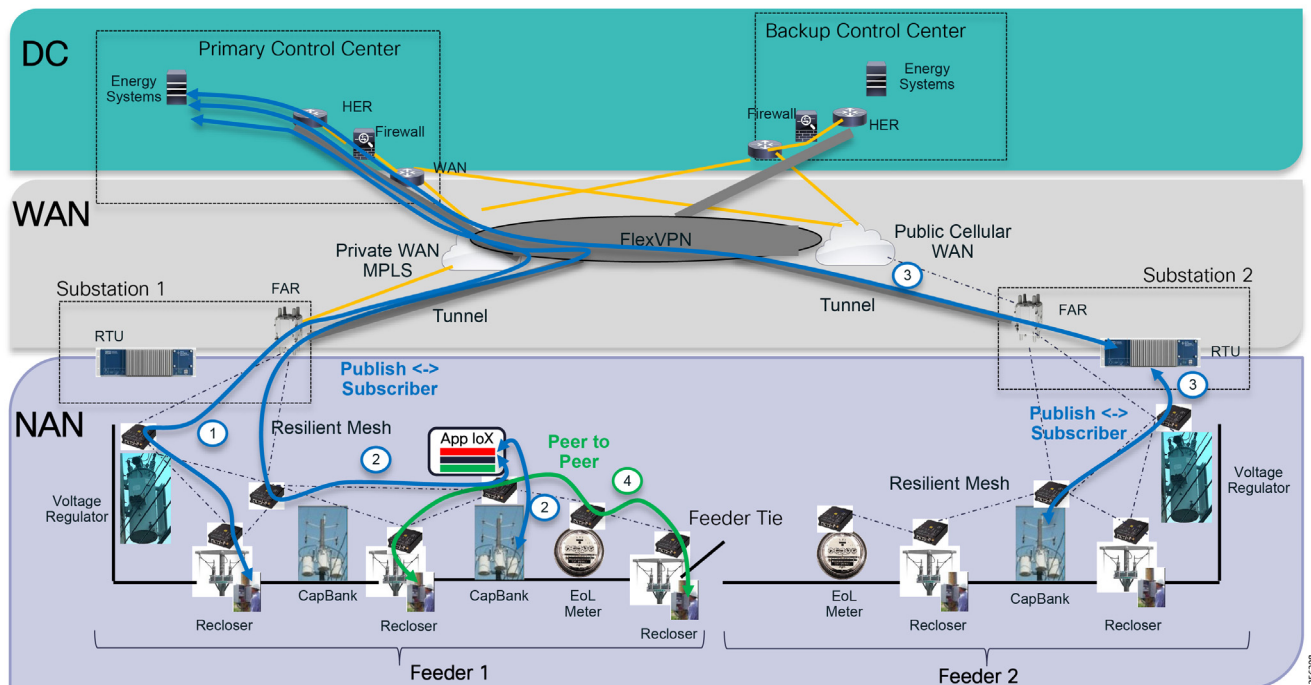 DC
Primary Control Center
Backup Control Center
Energy
Systems
HER
Firewall
WAN
Energy
Systems
Firewall
HER
WAN
FlexVPN
Private WAN
MPLS
Public Cellular
WAN
3
Substation 1
FAR
RTU
Tunnel
Tunnel
Substation 2
FAR
RTU
3
Publish <->
Subscriber
Publish <->
Subscriber
NAN
1
Resilient Mesh
2
App IoX
Peer to
Peer
2
4
Feeder Tie
Resilient Mesh
Voltage
Regulator
Voltage
Regulator
Recloser
CapBank
Recloser
CapBank
EoL
Meter
Recloser
EoL
Meter
Recloser
CapBank
Recloser
Feeder 1
Feeder 2